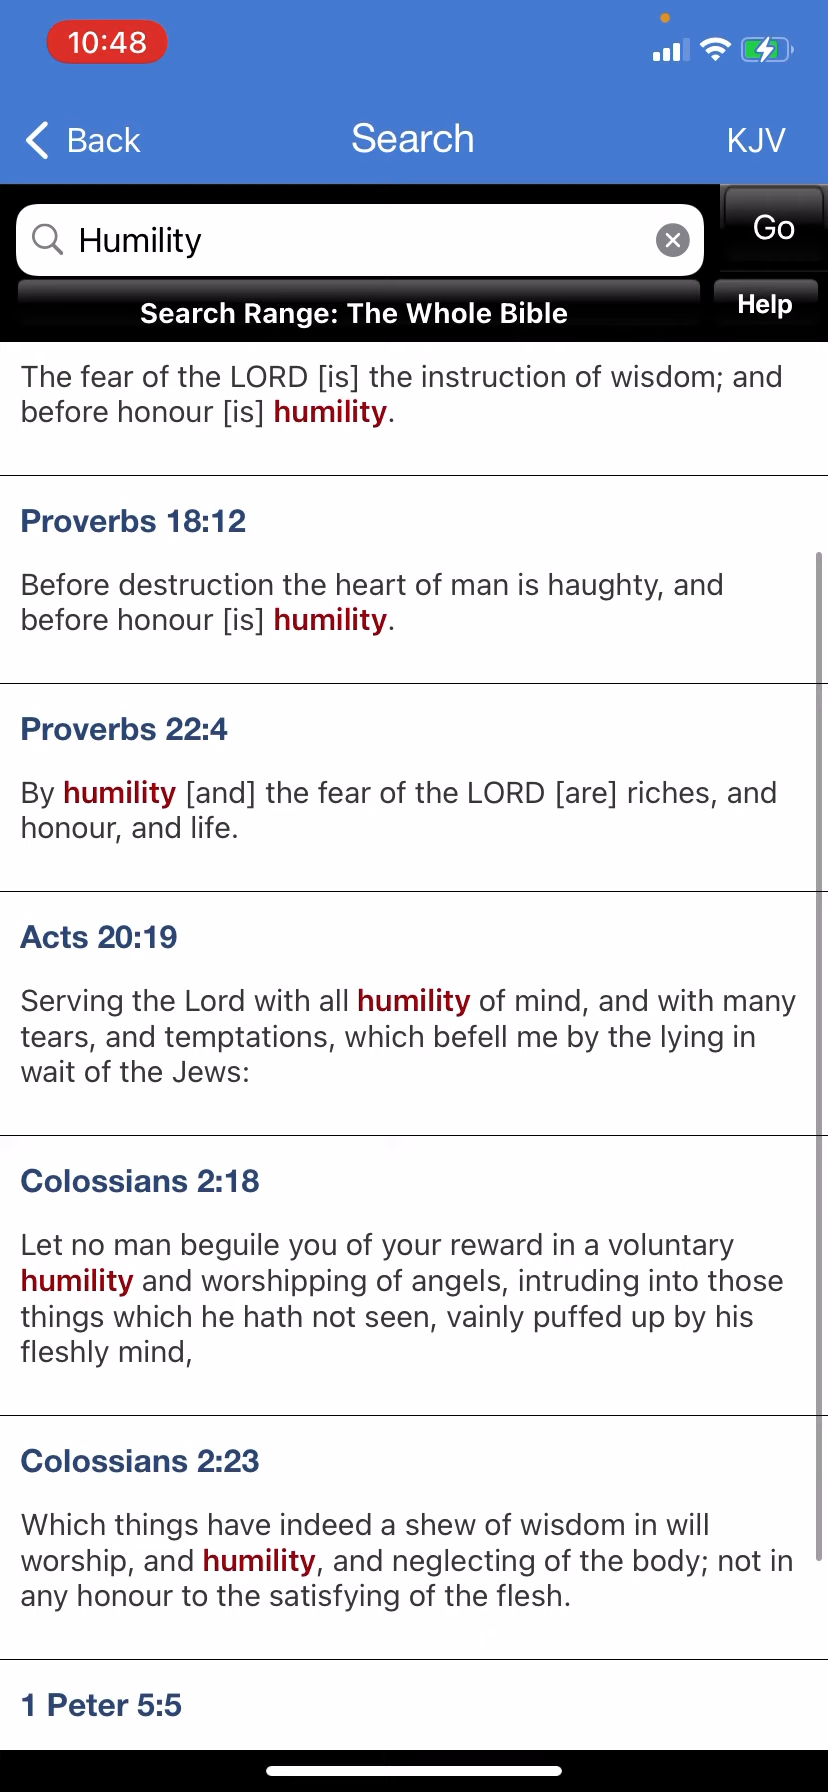 10:48
Back
Search
KJV
Humility
Go
Search Range: The Whole Bible
Help
The fear of the LORD [is] the instruction of wisdom; and
before honour [is] humility.
Proverbs 18:12
Before destruction the heart of man is haughty, and
before honour [is] humility.
Proverbs 22:4
By humility [and] the fear of the LORD [are] riches, and
honour, and life.
Acts 20:19
Serving the Lord with all humility of mind, and with many
tears, and temptations, which befell me by the lying in
wait of the Jews:
Colossians 2:18
Let no man beguile you of your reward in a voluntary
humility and worshipping of angels, intruding into those
things which he hath not seen, vainly puffed up by his
fleshly mind,
Colossians 2:23
Which things have indeed a shew of wisdom in will
worship, and humility, and neglecting of the body; not in
any honour to the satisfying of the flesh.
1 Peter 5:5